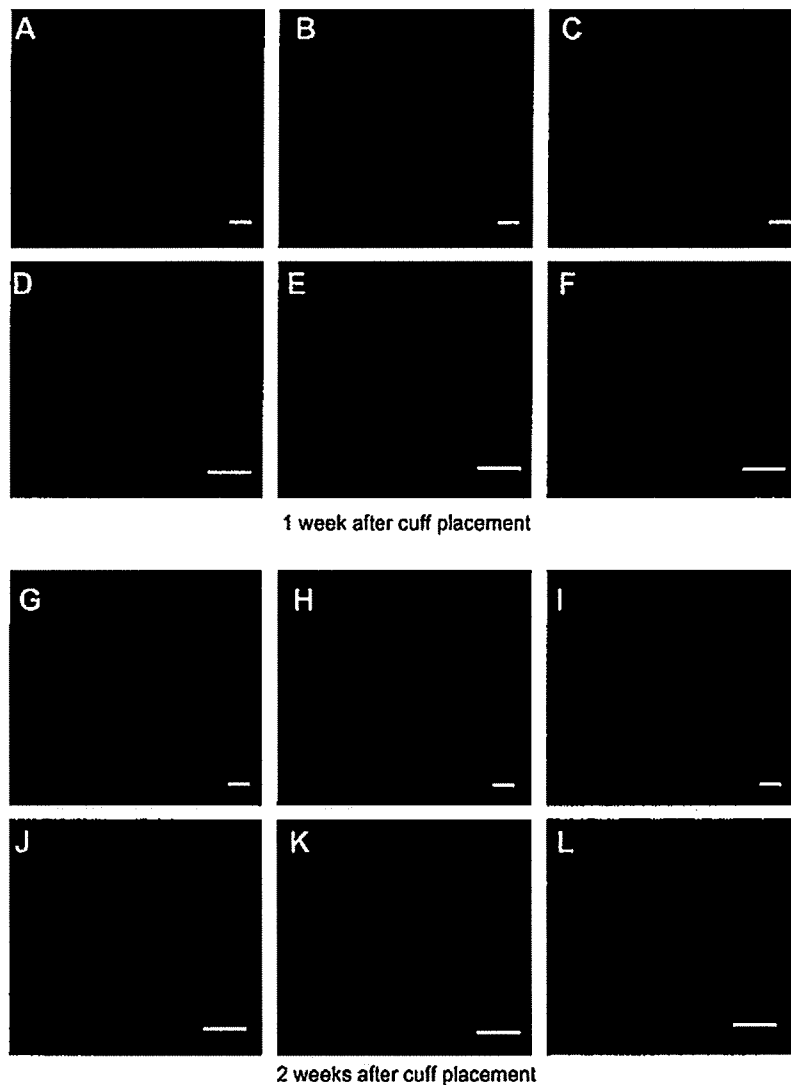 A B C
D E F
1 week after cuff placement
G H I
J K L
2 weeks after cuff placement